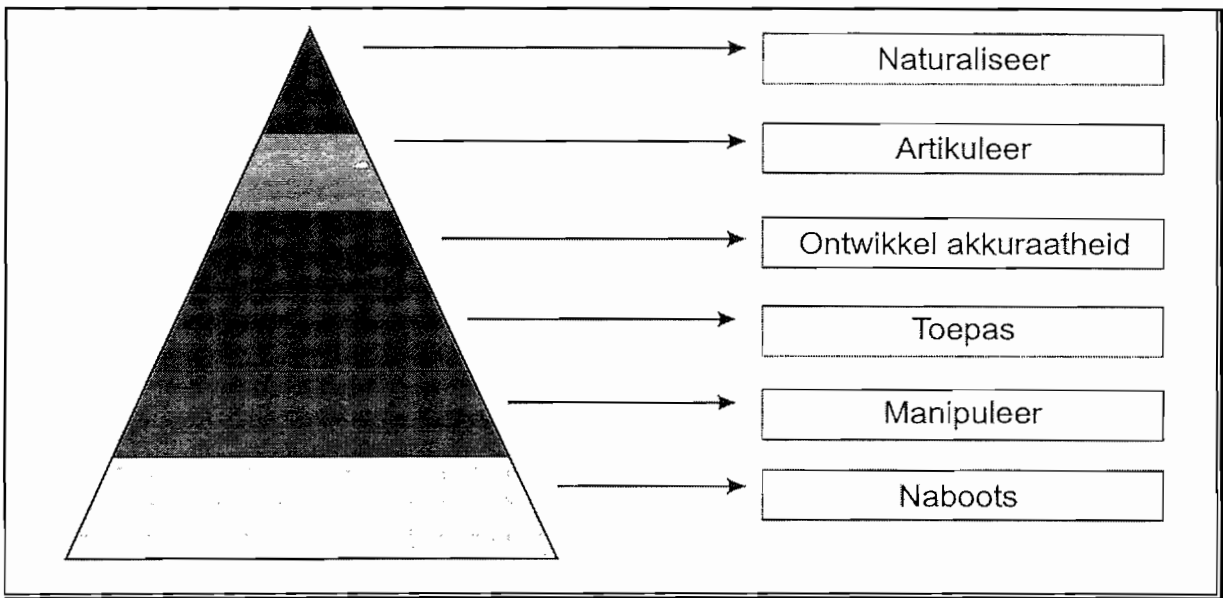 Naturaliseer
Artikuleer
Ontwikkel akkuraatheid
Toepas
Manipuleer
Naboots